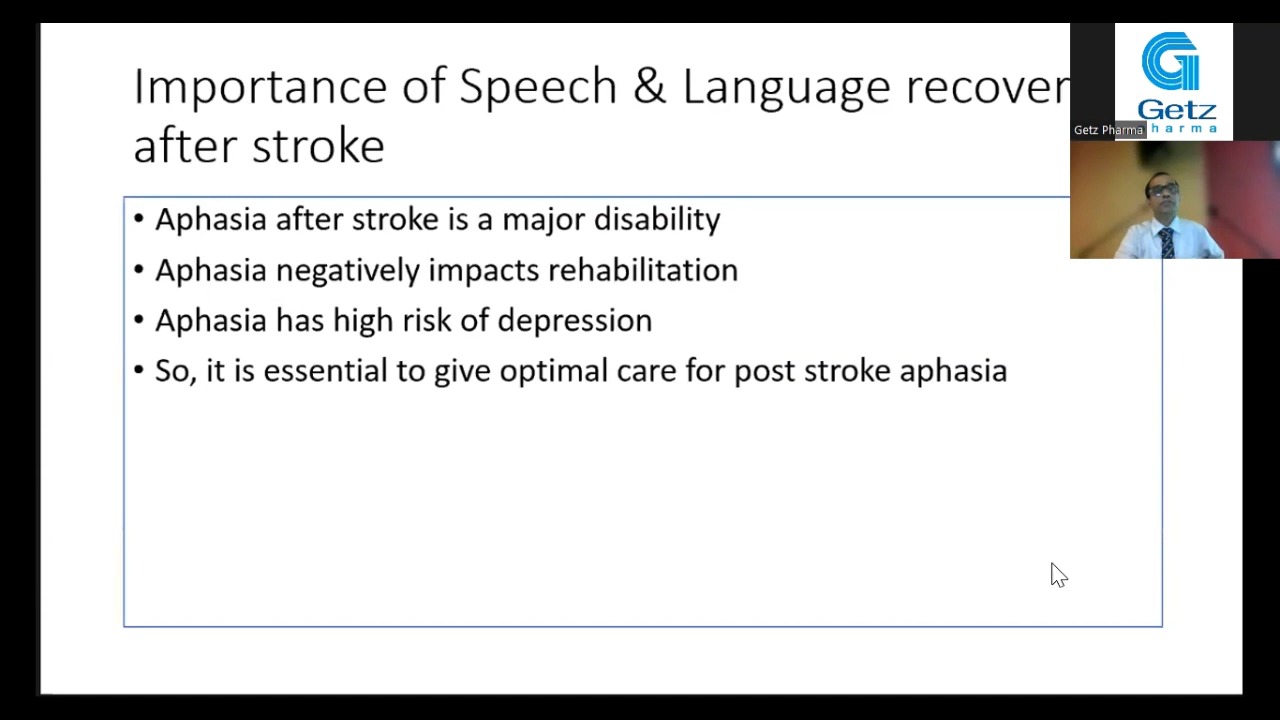 Importance of Speech & Language recover
after stroke
• Aphasia after stroke is a major disability
• Aphasia negatively impacts rehabilitation
• Aphasia has high risk of depression
• So, it is essential to give optimal care for post stroke aphasia
Getz
harma
Getz Pharma